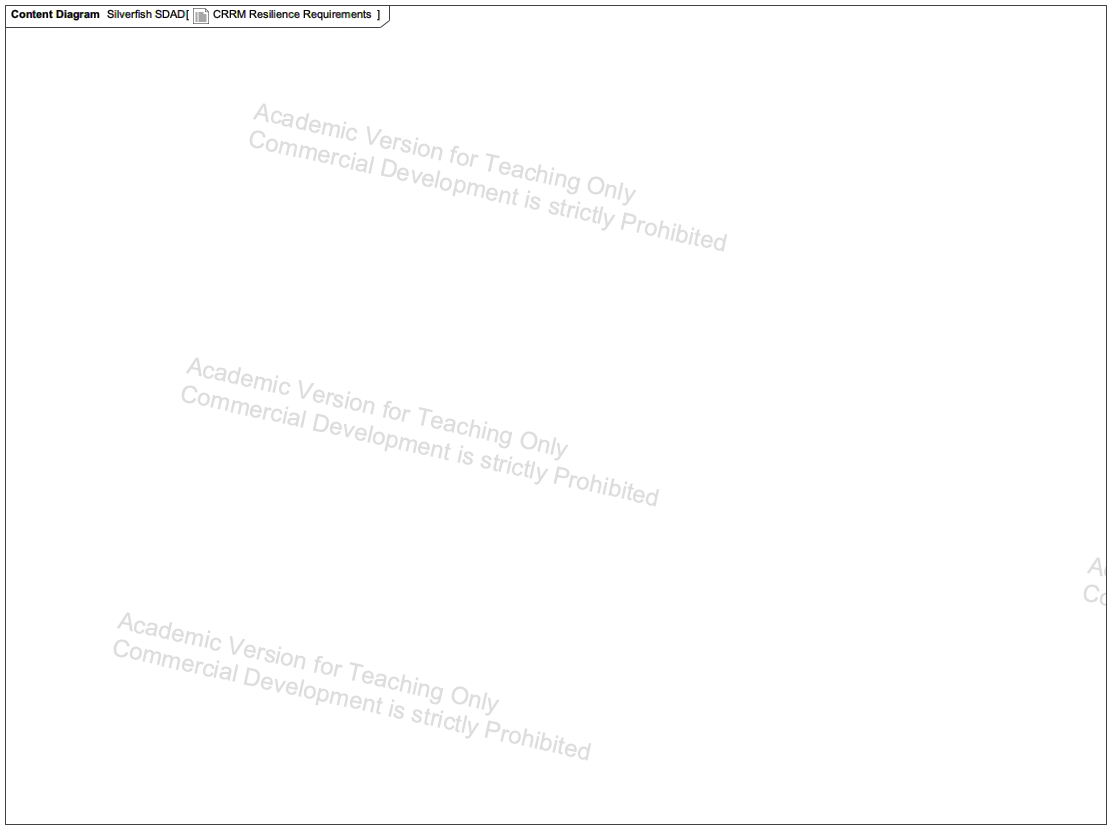 Content Diagram Silverfish SDAD[ CRRM Resilience Requirements ]
Academic Version for Teaching Only
Commercial Development is strictly Prohibited
Academic Version for Teaching Only
Commercial Development is strictly Prohibited
Academic Version for Teaching Only
Commercial Development is strictly Prohibited